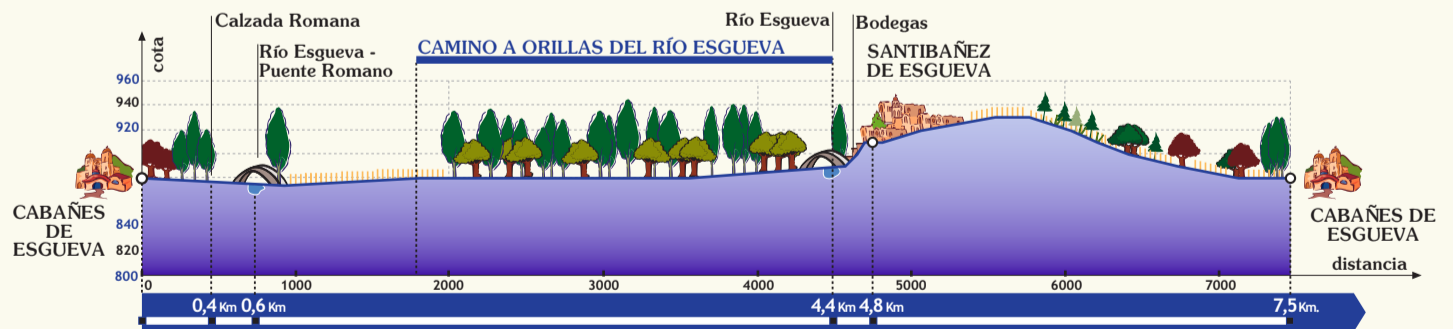 Calzada Romana
Río Esgueva -
Puente Romano
CAMINO A ORILLAS DEL RÍO ESGUEVA
Río Esgueva
Bodegas
SANTIBAÑEZ
DE ESGUEVA
cota
960
940
920
840
820
800
CABAÑES
DE
ESGUEVA
CABAÑES DE
ESGUEVA
distancia
0
1000
2000
3000
4000
5000
6000
7000
0,4 Km
0,6 Km
4,4 Km
4,8 Km
7,5 Km.